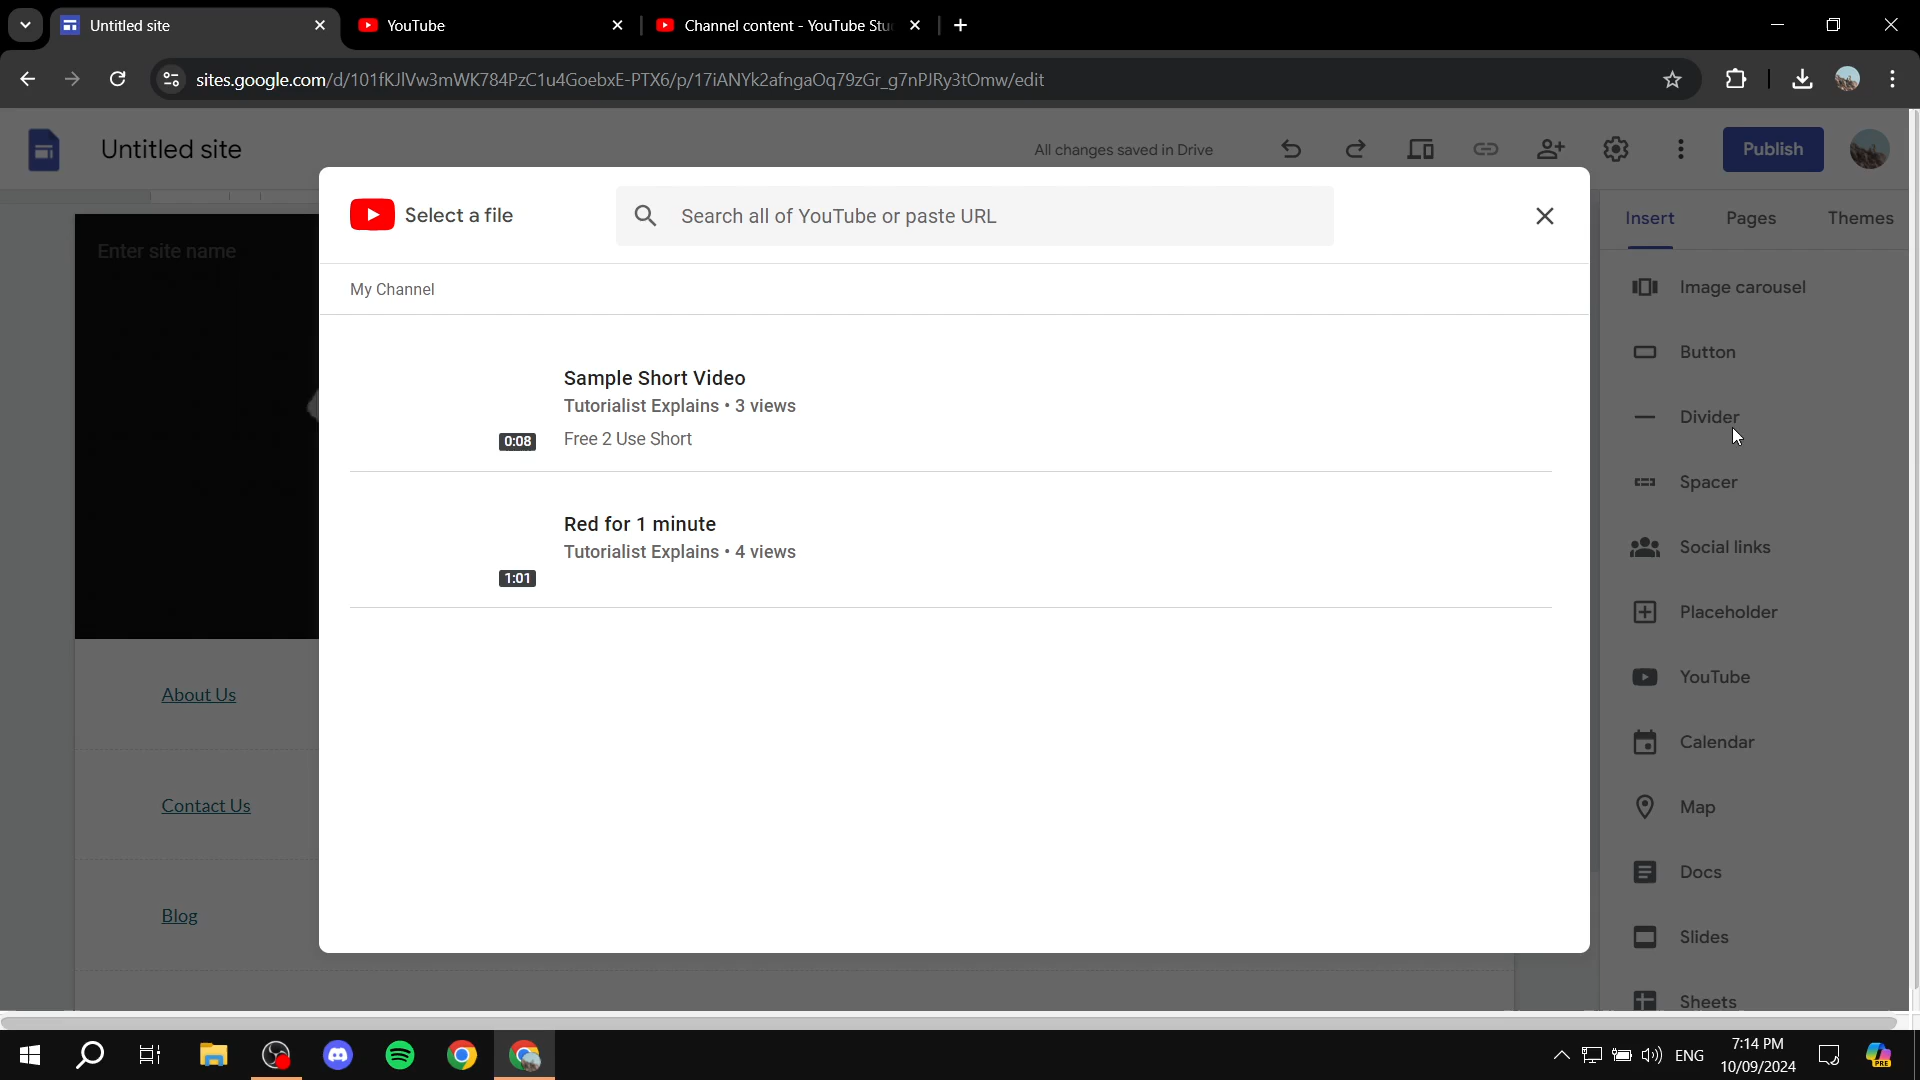 Untitled site
YouTube
Channel content - YouTube Stu
sites.google.com/d/101fKJlVw3mWK784PzC1u4GoebxE-PTX6/p/17iANYk2afngaOq79zGr_g7nPJRy3tOmw/edit
Untitled site
All changes saved in Drive
Publish
Select a file
Search all of YouTube or paste URL
Insert
Pages
Themes
Enter site name
My Channel
Image carousel
Button
Sample Short Video
Tutorialist Explains • 3 views
0:08
Free 2 Use Short
Divider
Spacer
Red for 1 minute
Tutorialist Explains • 4 views
1:01
Social links
Placeholder
YouTube
About Us
Calendar
Contact Us
Map
Docs
Blog
Slides
Sheets
ENG
7:14 PM
10/09/2024
PRE